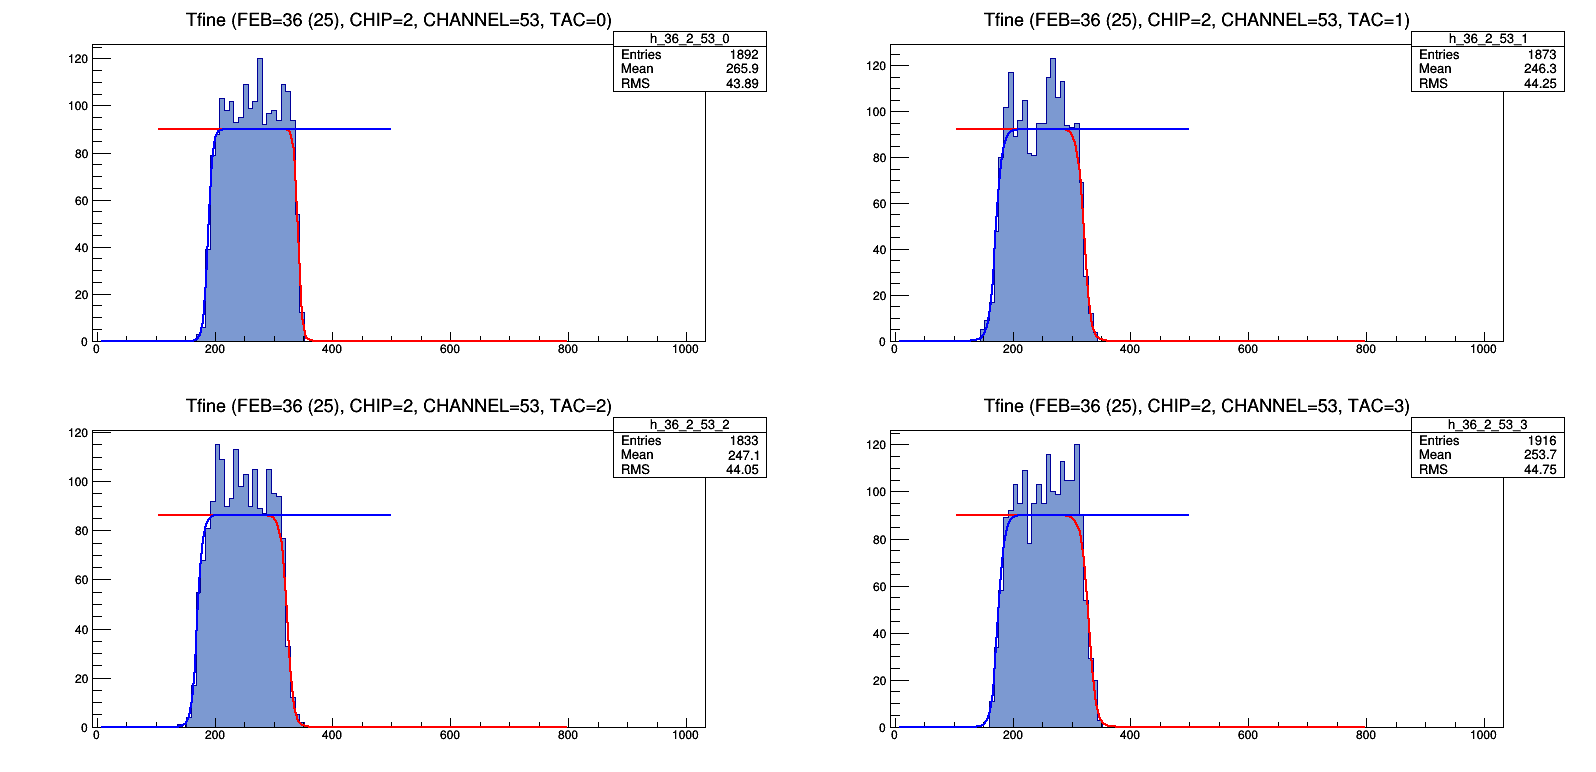 Tfine (FEB=36 (25), CHIP=2, CHANNEL=53, TAC=0)
h_36_2_53_0
Entries 1892
Mean 265.9
RMS 43.89
120
100
80
60
40
20
0
0 200 400 600 800 1000
Tfine (FEB=36 (25), CHIP=2, CHANNEL=53, TAC=1)
h_36_2_53_1
Entries 1873
Mean 246.3
RMS 44.25
120
100
80
60
40
20
0
0 200 400 600 800 1000
Tfine (FEB=36 (25), CHIP=2, CHANNEL=53, TAC=2)
h_36_2_53_2
Entries 1833
Mean 247.1
RMS 44.05
120
100
80
60
40
20
0
0 200 400 600 800 1000
Tfine (FEB=36 (25), CHIP=2, CHANNEL=53, TAC=3)
h_36_2_53_3
Entries 1916
Mean 253.7
RMS 44.75
120
100
80
60
40
20
0
0 200 400 600 800 1000